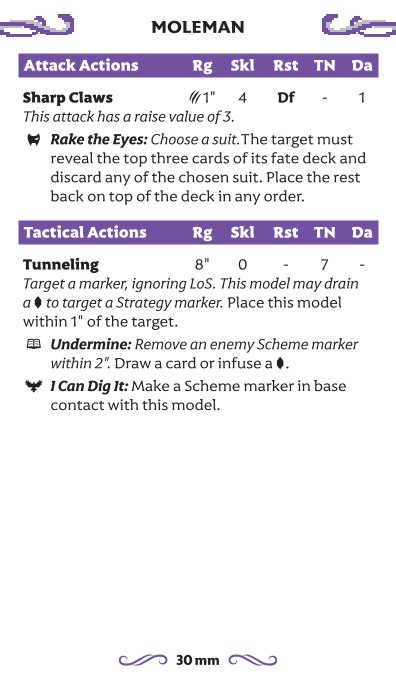 MOLEMAN
Attack Actions Rg Skl Rst TN Da
Sharp Claws 1" 4 Df - 1
This attack has a raise value of 3.
Rake the Eyes: Choose a suit.The target must
reveal the top three cards of its fate deck and
discard any of the chosen suit. Place the rest
back on top of the deck in any order.
Tactical Actions Rg Skl Rst TN Da
Tunneling 8" 0 - 7 -
Target a marker, ignoring LoS. This model may drain
a to target a Strategy marker. Place this model
within 1" of the target.
Undermine: Remove an enemy Scheme marker
within 2". Draw a card or infuse a .
I Can Dig It: Make a Scheme marker in base
contact with this model.
30 mm